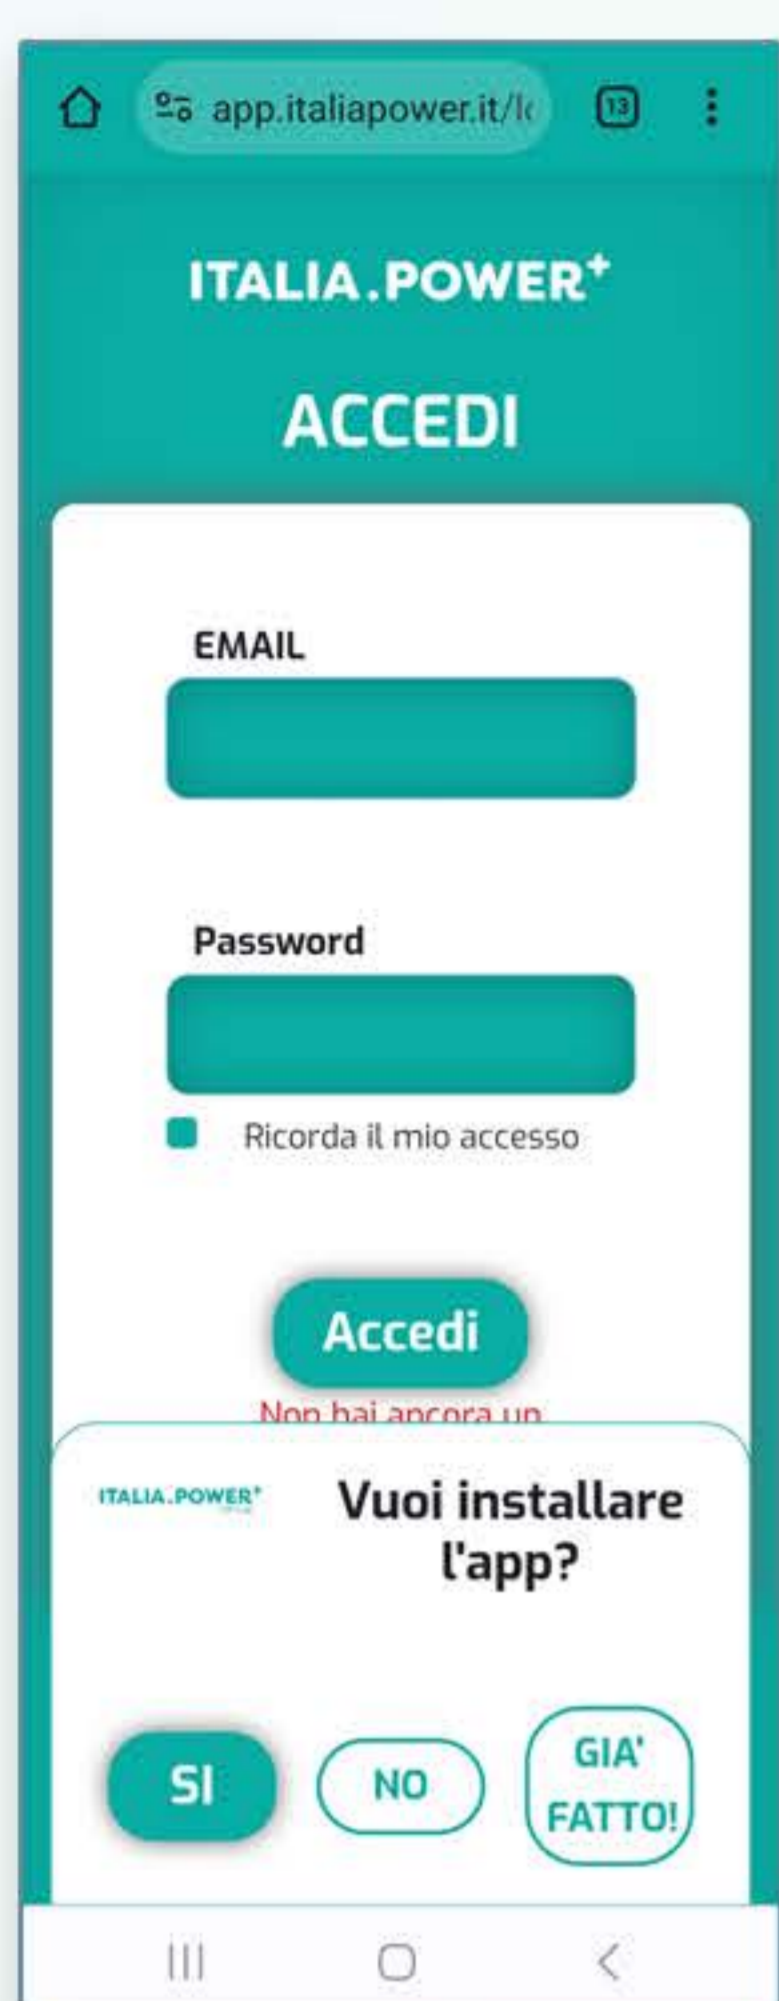 app.italiapower.it/lo
13
ITALIA.POWER+
ACCEDI
EMAIL
Password
Ricorda il mio accesso
Accedi
Non hai ancora un
ITALIA.POWER+
Vuoi installare
l'app?
SI
NO
GIA'
FATTO!